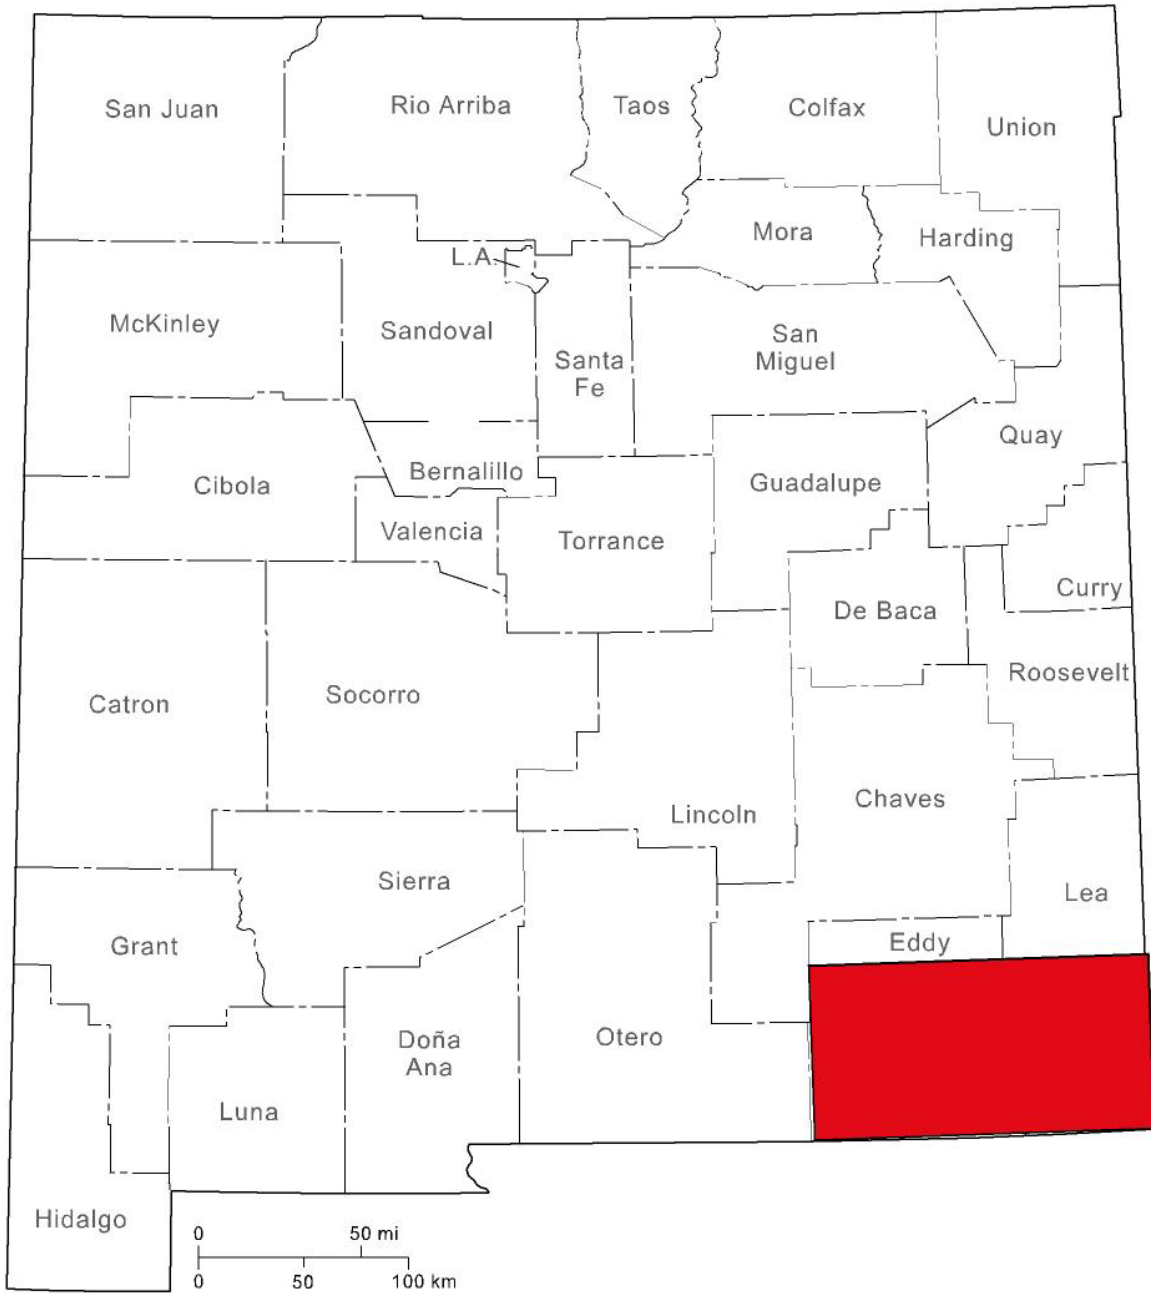 San Juan
Rio Arriba
Taos
Colfax
Union
Mora
Harding
L.A.
McKinley
Sandoval
Santa
Fe
San
Miguel
Quay
Cibola
Bernalillo
Guadalupe
Valencia
Torrance
Curry
De Baca
Roosevelt
Catron
Socorro
Chaves
Lincoln
Sierra
Lea
Grant
Eddy
Doña
Ana
Otero
Luna
Hidalgo
0 50 mi
0 50 100 km